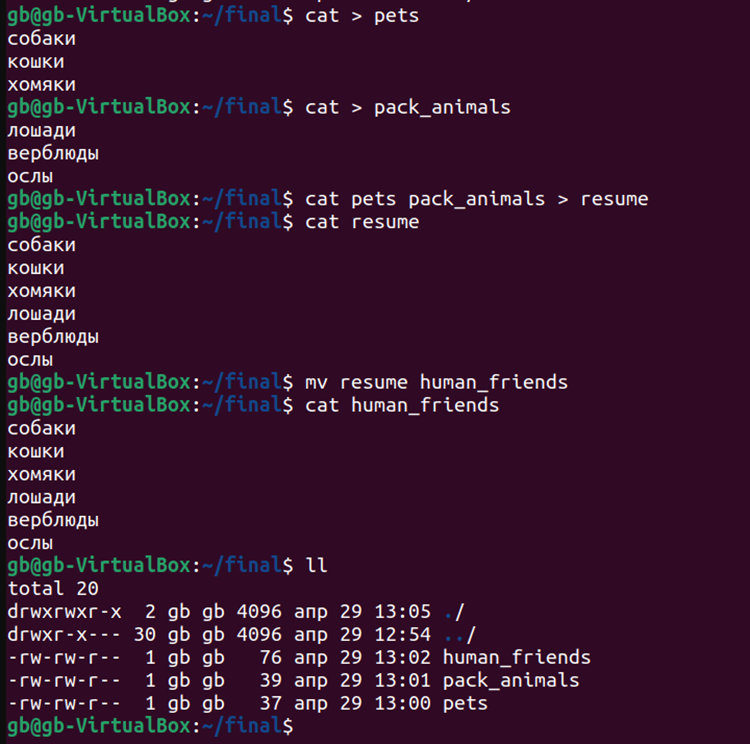 gb@gb-VirtualBox:~/final$ cat > pets
собаки
кошки
хомяки
gb@gb-VirtualBox:~/final$ cat > pack_animals
лошади
верблюды
ослы
gb@gb-VirtualBox:~/final$ cat pets pack_animals > resume
gb@gb-VirtualBox:~/final$ cat resume
собаки
кошки
хомяки
лошади
верблюды
ослы
gb@gb-VirtualBox:~/final$ mv resume human_friends
gb@gb-VirtualBox:~/final$ cat human_friends
собаки
кошки
хомяки
лошади
верблюды
ослы
gb@gb-VirtualBox:~/final$ ll
total 20
drwxrwxr-x  2 gb gb 4096 апр 29 13:05 ./
drwxr-x--- 30 gb gb 4096 апр 29 12:54 ../
-rw-rw-r--  1 gb gb   76 апр 29 13:02 human_friends
-rw-rw-r--  1 gb gb   39 апр 29 13:01 pack_animals
-rw-rw-r--  1 gb gb   37 апр 29 13:00 pets
gb@gb-VirtualBox:~/final$